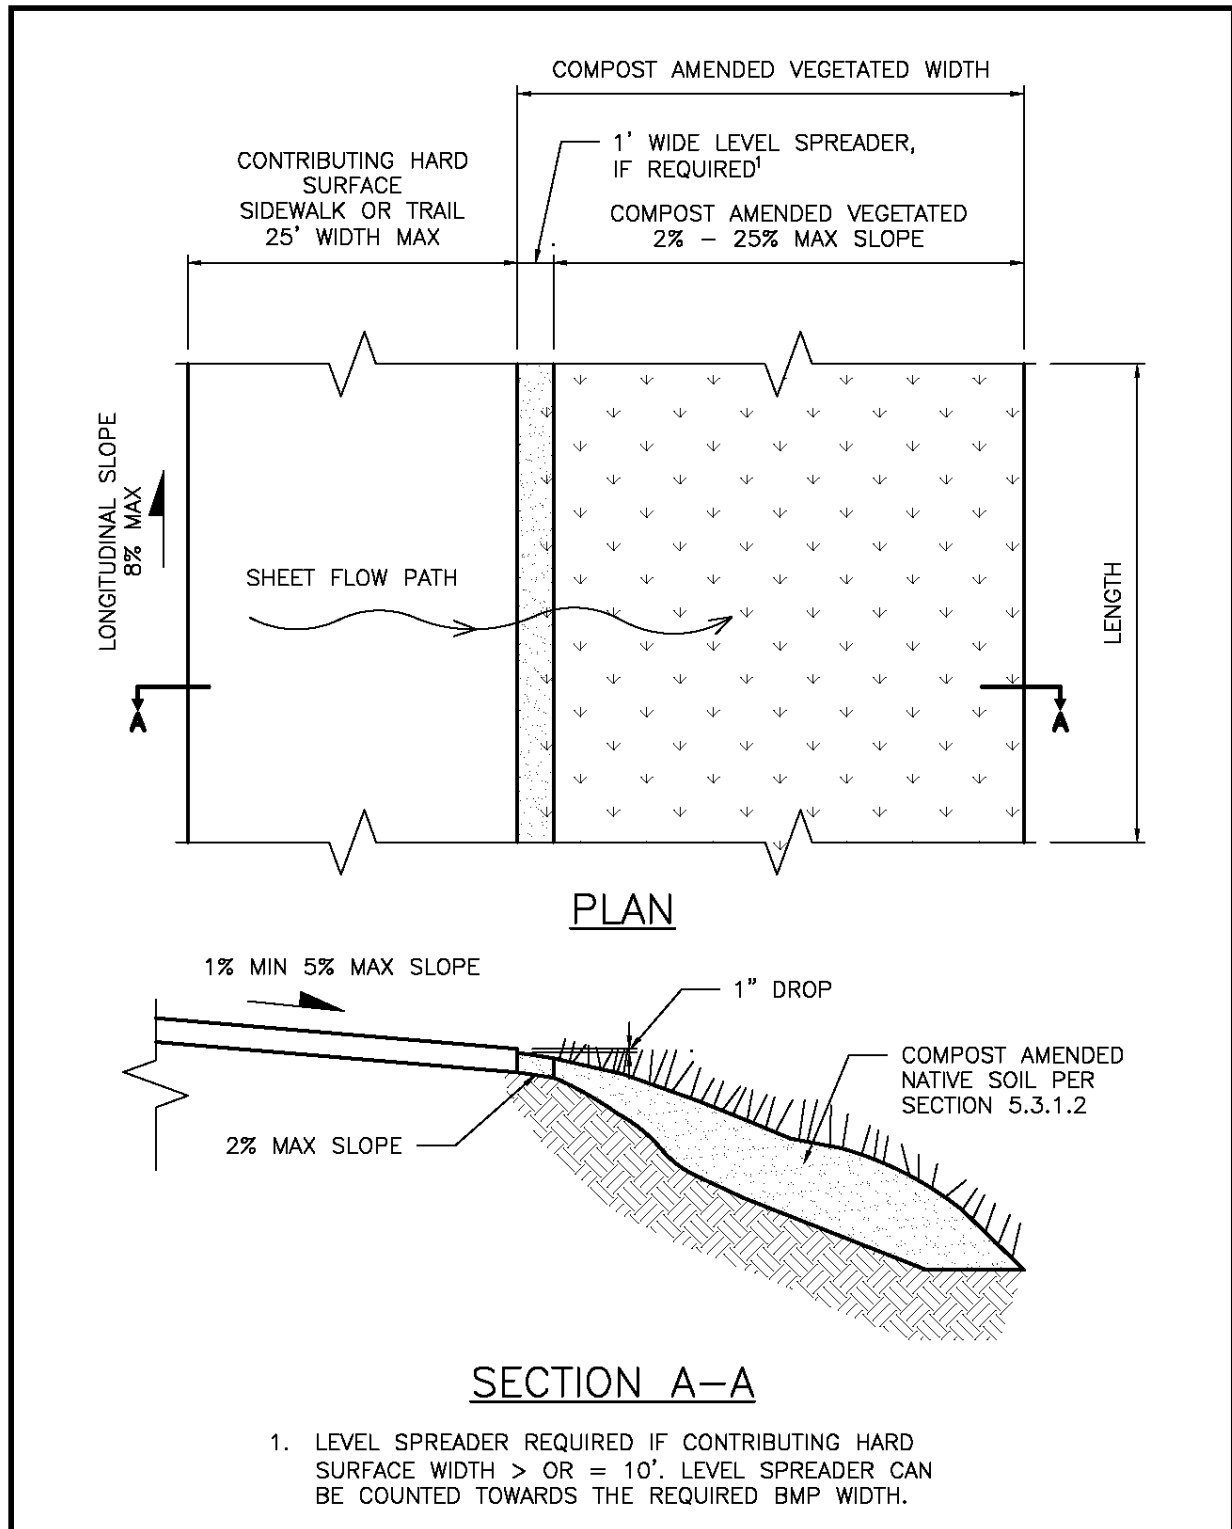 COMPOST AMENDED VEGETATED WIDTH
1' WIDE LEVEL SPREADER,
IF REQUIRED¹
CONTRIBUTING HARD
SURFACE
SIDEWALK OR TRAIL
25' WIDTH MAX
COMPOST AMENDED VEGETATED
2% - 25% MAX SLOPE
LONGITUDINAL SLOPE
8% MAX
SHEET FLOW PATH
LENGTH
A
A
PLAN
1% MIN 5% MAX SLOPE
1" DROP
COMPOST AMENDED
NATIVE SOIL PER
SECTION 5.3.1.2
2% MAX SLOPE
SECTION A-A
1. LEVEL SPREADER REQUIRED IF CONTRIBUTING HARD
SURFACE WIDTH > OR = 10'. LEVEL SPREADER CAN
BE COUNTED TOWARDS THE REQUIRED BMP WIDTH.